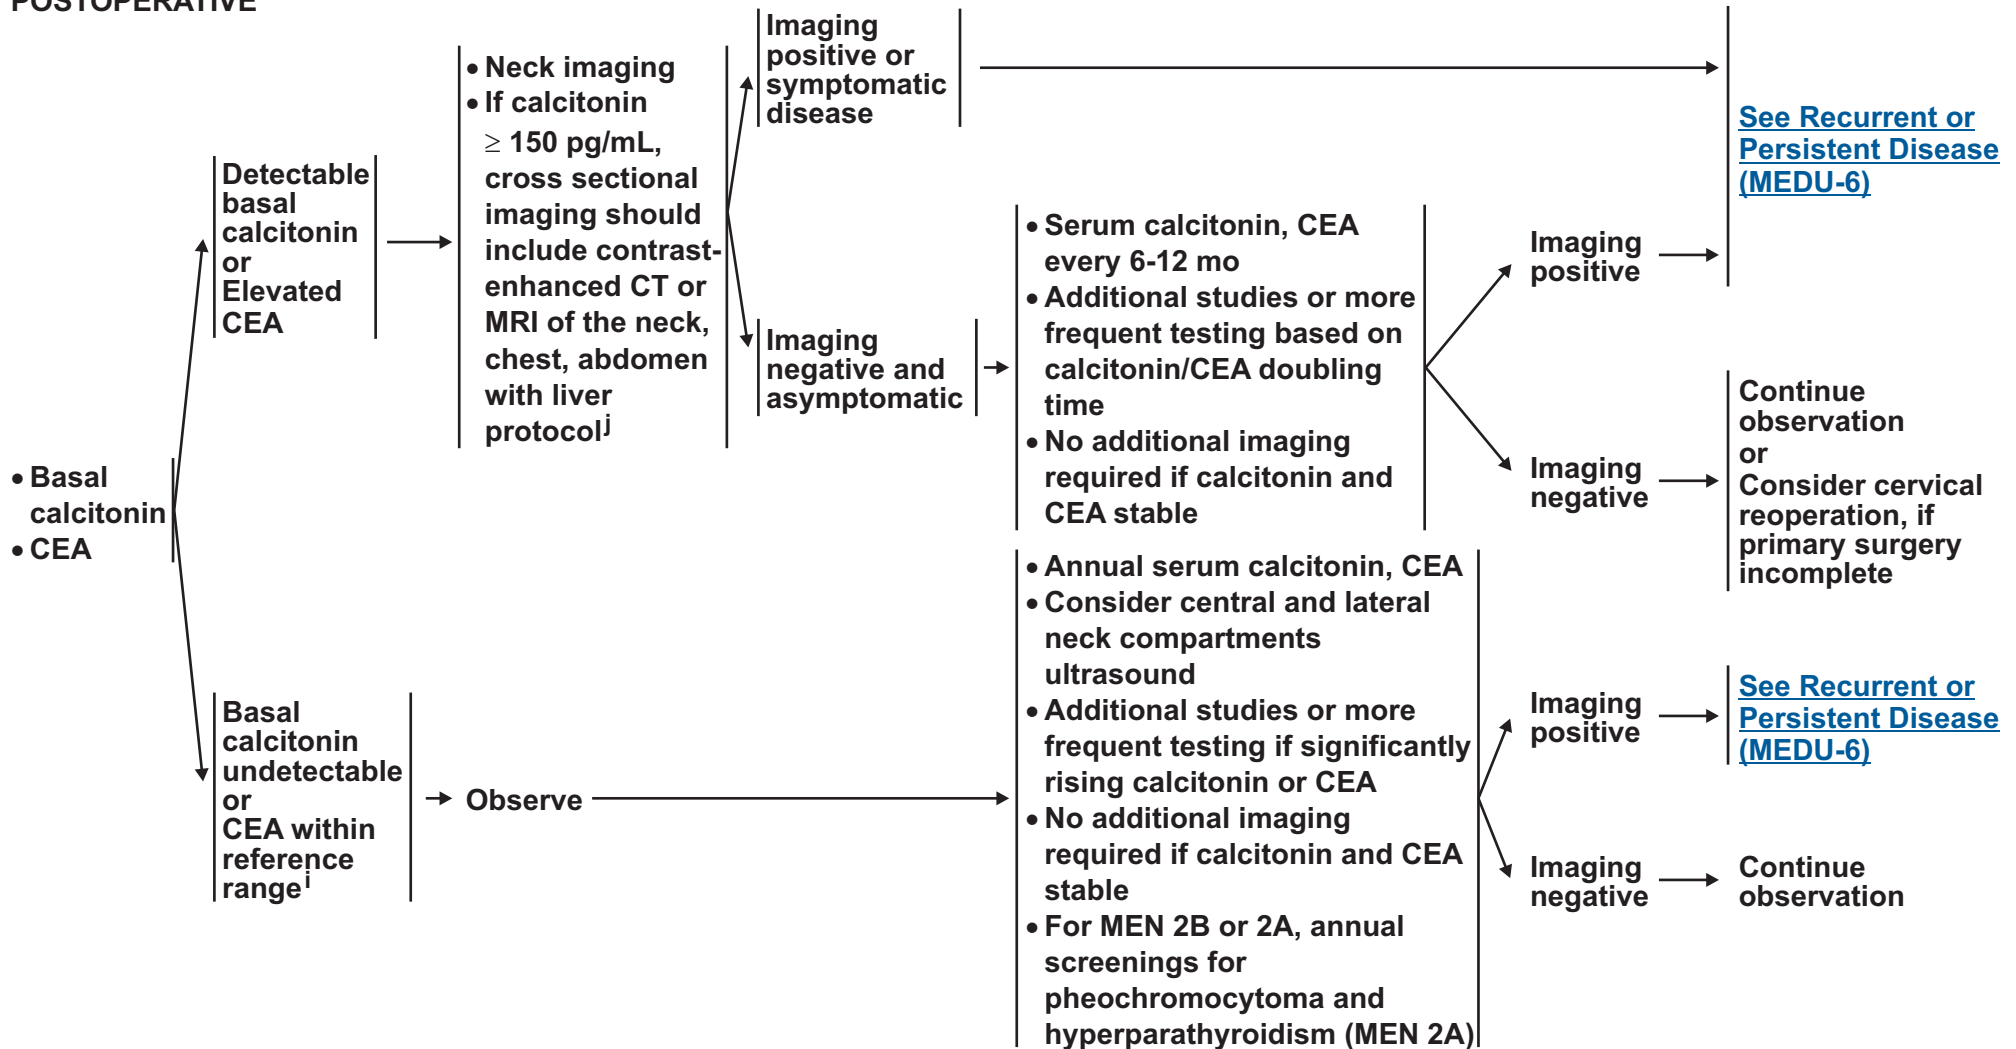 POSTOPERATIVE
• Basal
calcitonin
• CEA
Detectable
basal
calcitonin
or
Elevated
CEA
• Neck imaging
• If calcitonin
≥ 150 pg/mL,
cross sectional
imaging should
include contrast-
enhanced CT or
MRI of the neck,
chest, abdomen
with liver
protocolj
Imaging
positive or
symptomatic
disease
See Recurrent or
Persistent Disease
(MEDU-6)
Imaging
negative and
asymptomatic
• Serum calcitonin, CEA
every 6-12 mo
• Additional studies or more
frequent testing based on
calcitonin/CEA doubling
time
• No additional imaging
required if calcitonin and
CEA stable
Imaging
positive
Imaging
negative
Continue
observation
or
Consider cervical
reoperation, if
primary surgery
incomplete
Basal
calcitonin
undetectable
or
CEA within
reference
rangei
Observe
• Annual serum calcitonin, CEA
• Consider central and lateral
neck compartments
ultrasound
• Additional studies or more
frequent testing if significantly
rising calcitonin or CEA
• No additional imaging
required if calcitonin and CEA
stable
• For MEN 2B or 2A, annual
screenings for
pheochromocytoma and
hyperparathyroidism (MEN 2A)
Imaging
positive
See Recurrent or
Persistent Disease
(MEDU-6)
Imaging
negative
Continue
observation